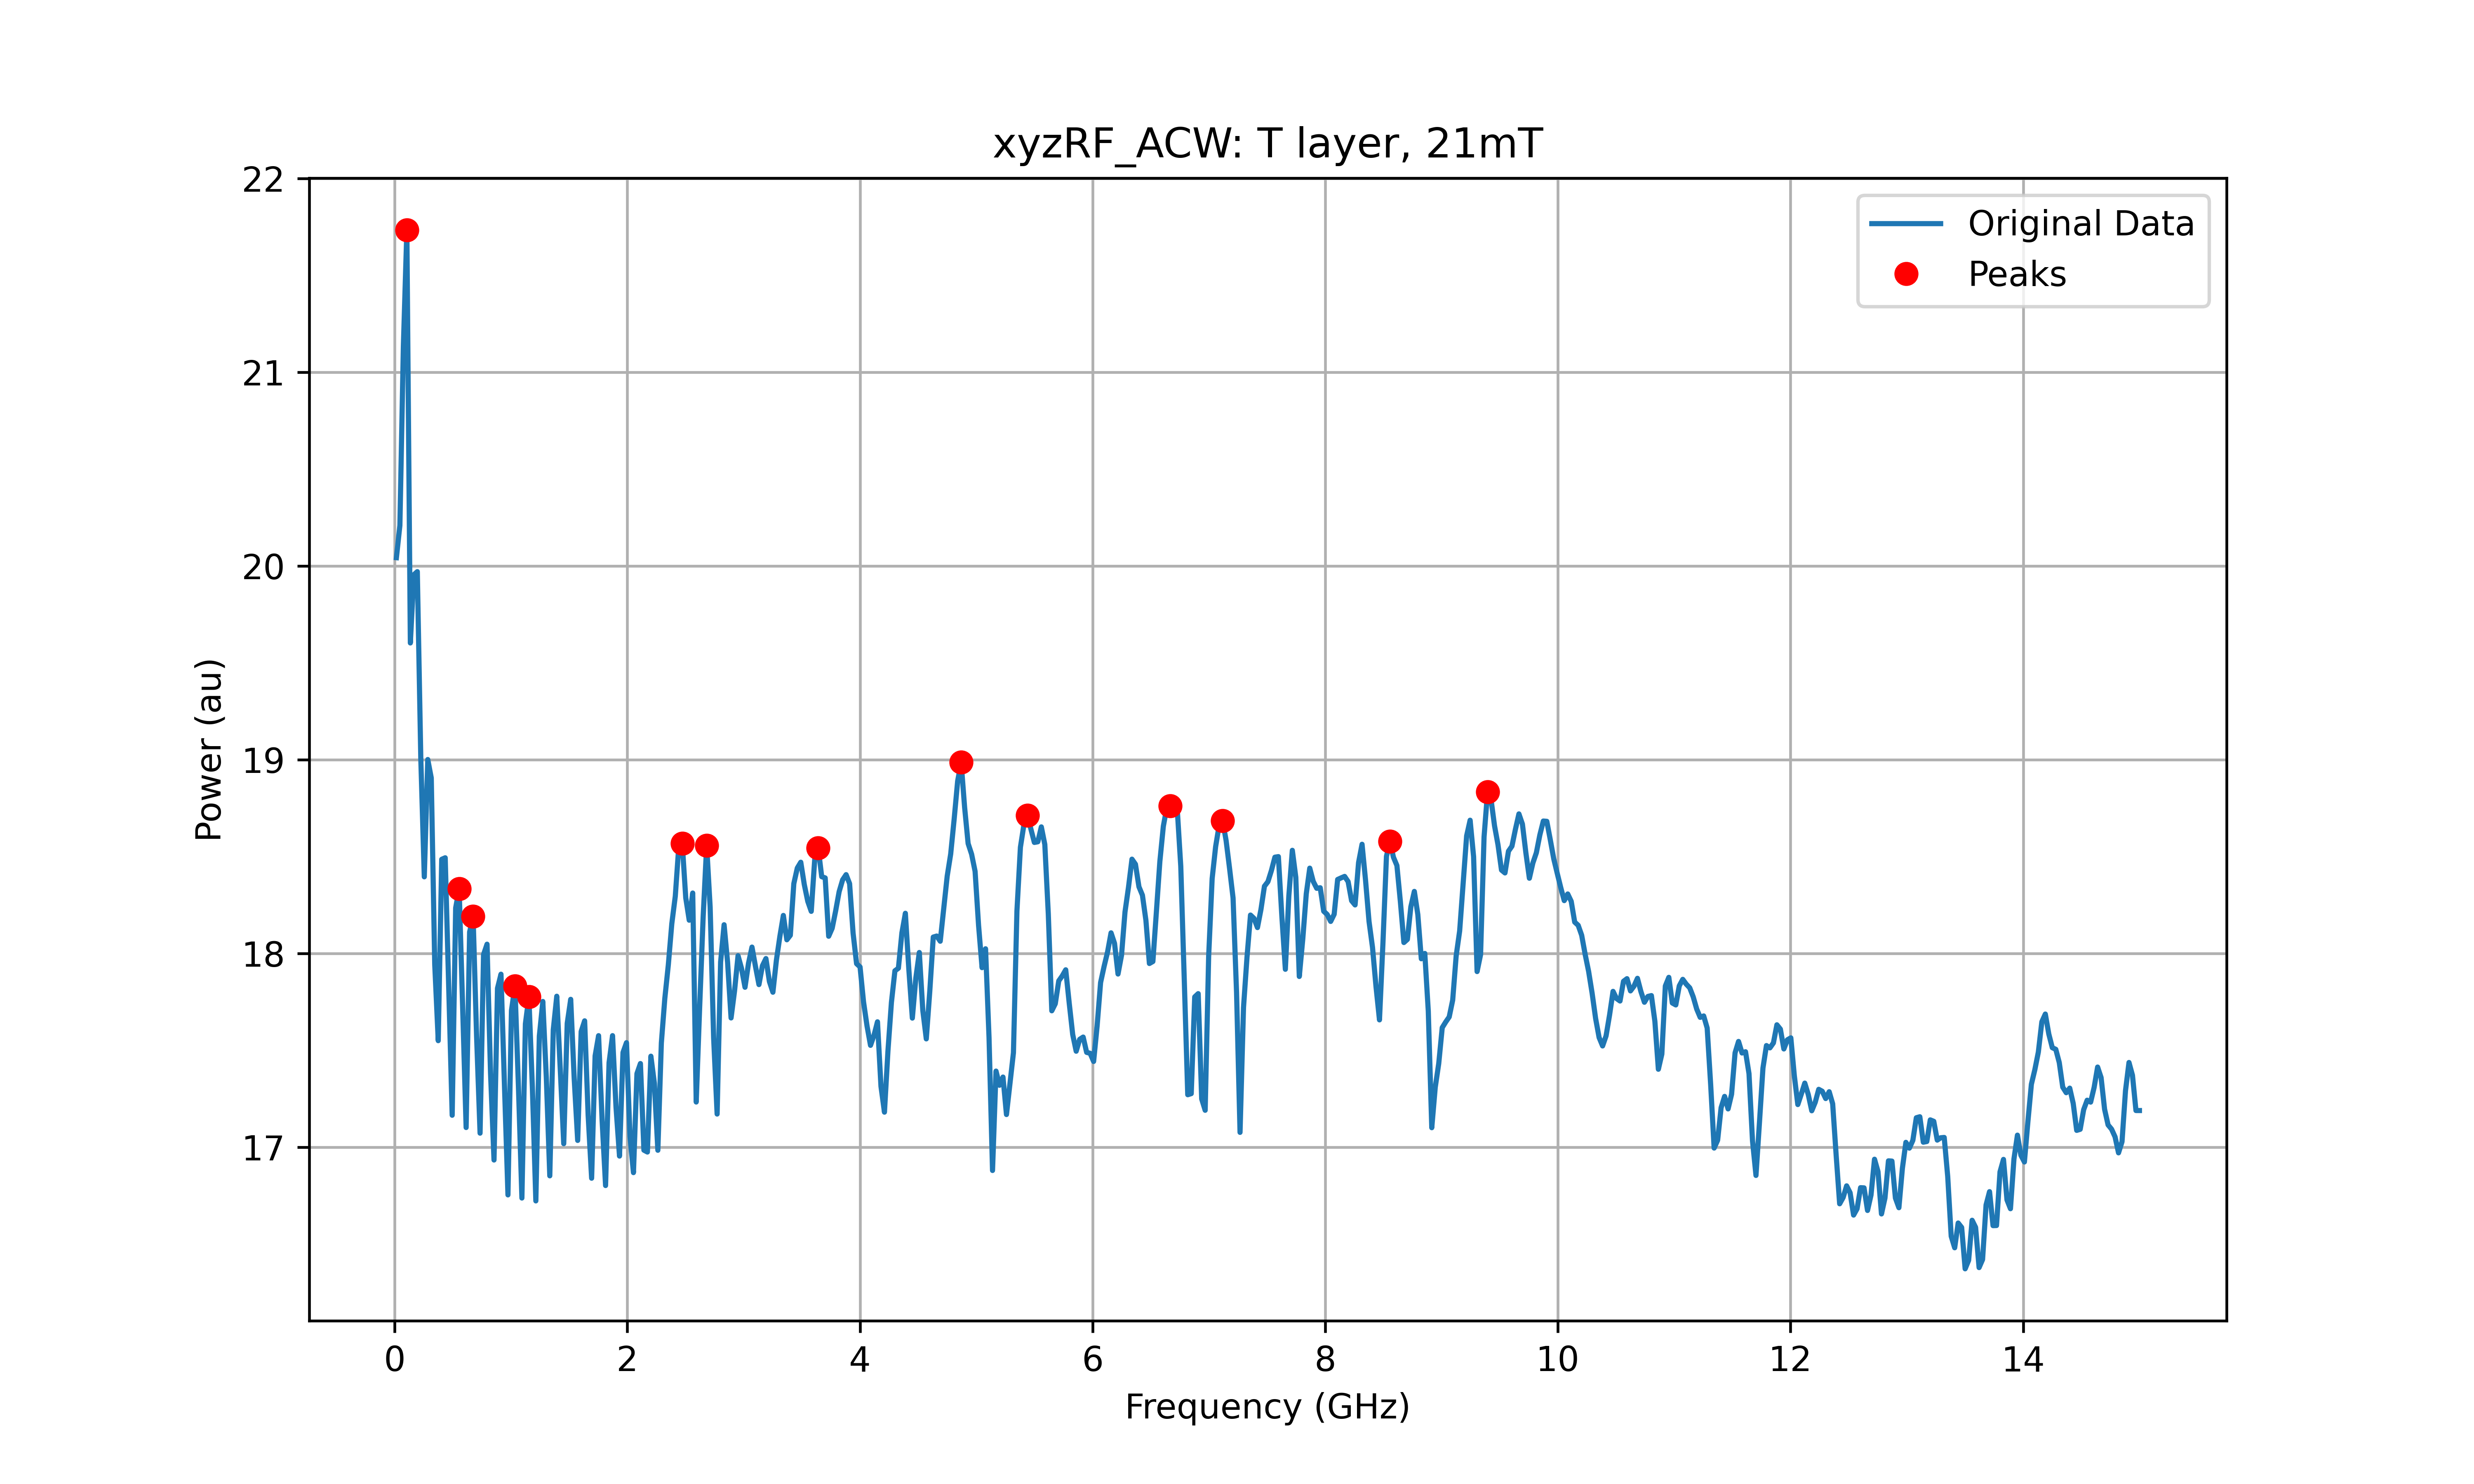 xyzRF_ACW: T layer, 21mT
Original Data
Peaks
Power (au)
22
21
20
19
18
17
0 2 4 6 8 10 12 14
Frequency (GHz)